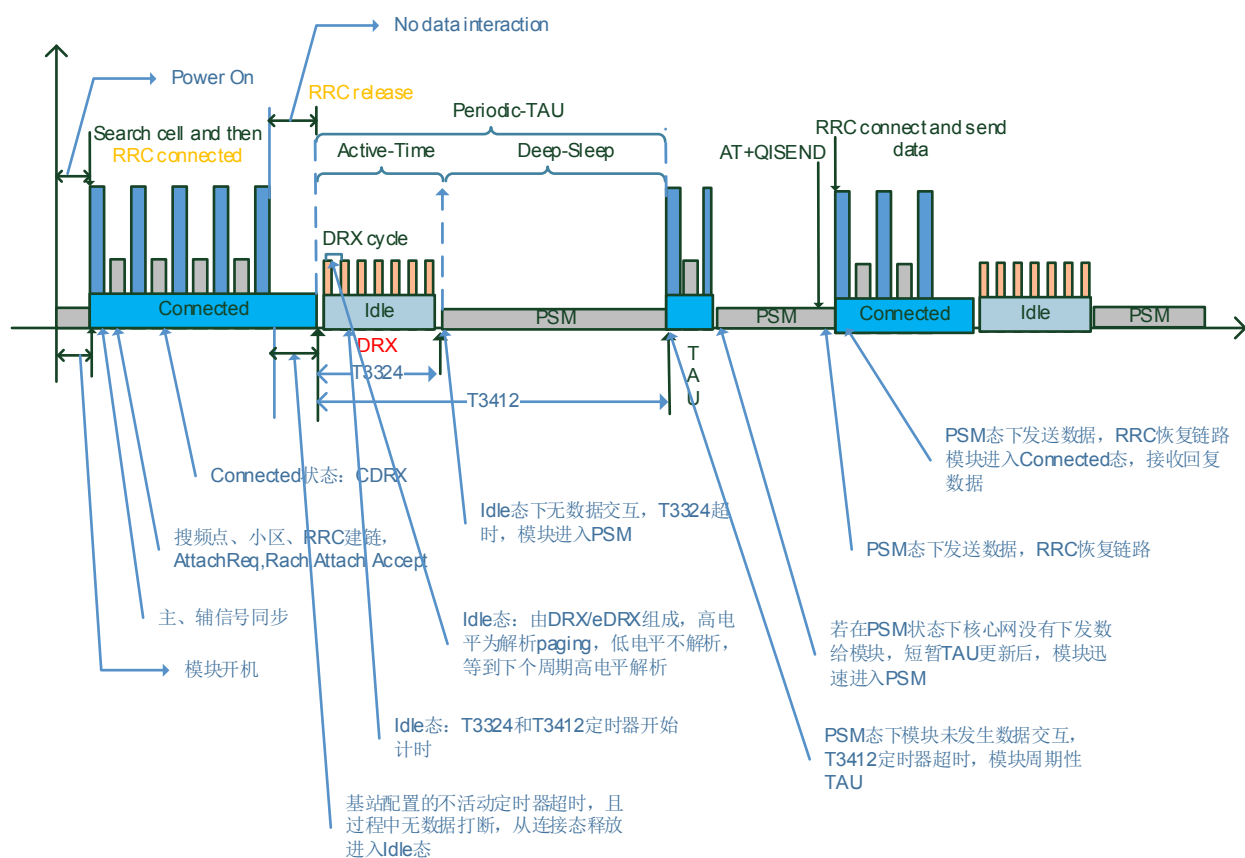 No data interaction
Power On
RRC release
Periodic-TAU
Search cell and then
RRC connected
RRC connect and send
data
Active-Time
Deep-Sleep
AT+QISEND
DRX cycle
Connected
Idle
PSM
PSM
Connected
Idle
PSM
DRX
T3324
T3412
TAU
Connected状态：CDRX
搜频点、小区、RRC建链，
AttachReq,Rach Attach Accept
主、辅信号同步
模块开机
Idle态下无数据交互，T3324超
时，模块进入PSM
Idle态：由DRX/eDRX组成，高电
平为解析paging，低电平不解析，
等到下个周期高电平解析
Idle态：T3324和T3412定时器开始
计时
基站配置的不活动定时器超时，且
过程中无数据打断，从连接态释放
进入Idle态
PSM态下发送数据，RRC恢复链路
模块进入Connected态，接收回复
数据
PSM态下发送数据，RRC恢复链路
若在PSM状态下核心网没有下发数
给模块，短暂TAU更新后，模块迅
速进入PSM
PSM态下模块未发生数据交互，
T3412定时器超时，模块周期性
TAU